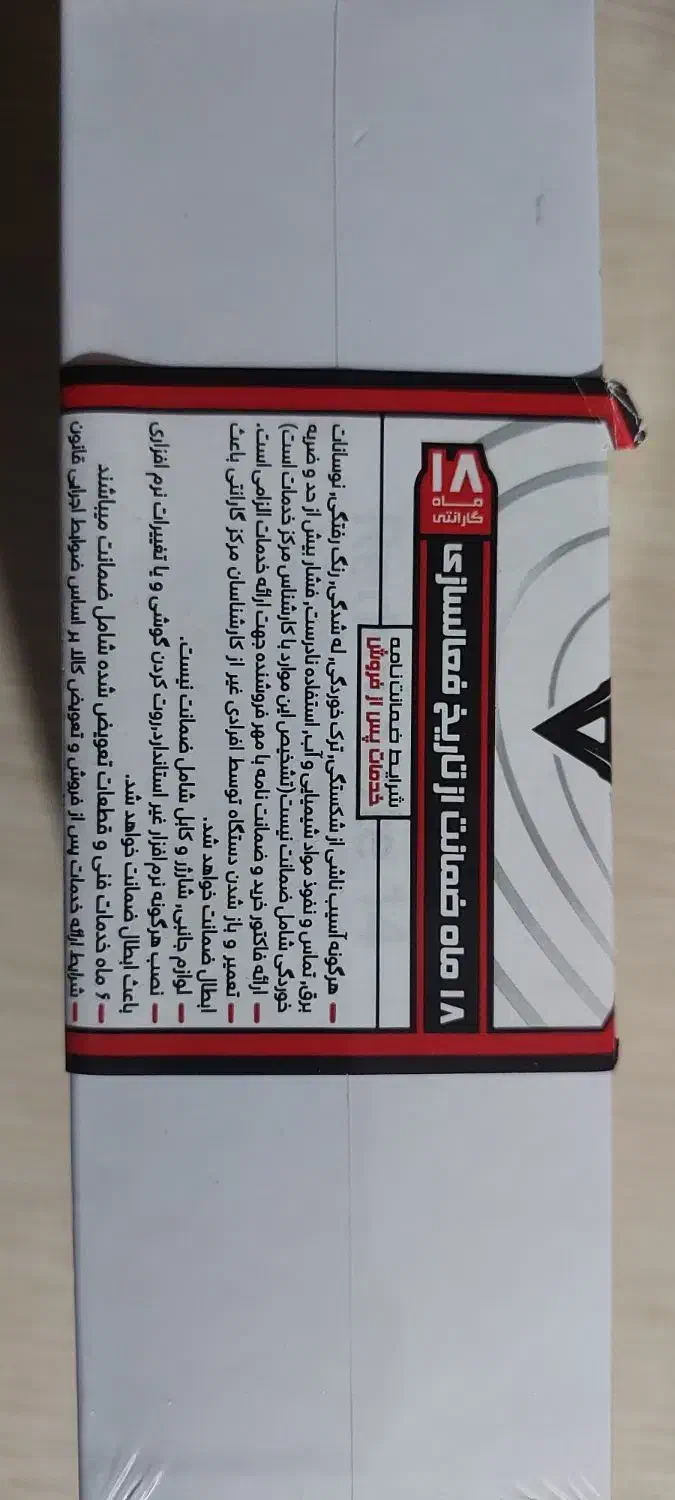 ۱۸
مــاه
گارانتی
۱۸ ماه ضمانت از تاریخ فعالسازی
شرایط ضمانت نامه
خدمات پس از فروش
هرگونه آسیب ناشی از شکستگی، ترک خوردگی، له شدگی، رنگ رفتگی، نوسانات
برق، تماس و نفوذ مواد شیمیایی و آب، استفاده نادرست، فشار بیش از حد و ضربه
خوردگی شامل ضمانت نیست(تشخیص این موارد با کارشناس مرکز خدمات است)
ارائه فاکتور خرید و ضمانت نامه با مهر فروشنده جهت ارائه خدمات الزامی است.
تعمیر و باز شدن دستگاه توسط افرادی غیر از کارشناسان مرکز گارانتی باعث
ابطال ضمانت خواهد شد.
لوازم جانبی، شارژر و کابل شامل ضمانت نیست.
نصب هرگونه نرم افزار غیر استاندارد،روت کردن گوشی و یا تغییرات نرم افزاری
باعث ابطال ضمانت خواهد شد.
۶ ماه خدمات فنی و قطعات تعویض شده شامل ضمانت میباشند
شرایط ارائه خدمات پس از فروش و تعویض کالا بر اساس ضوابط اجرایی قانون